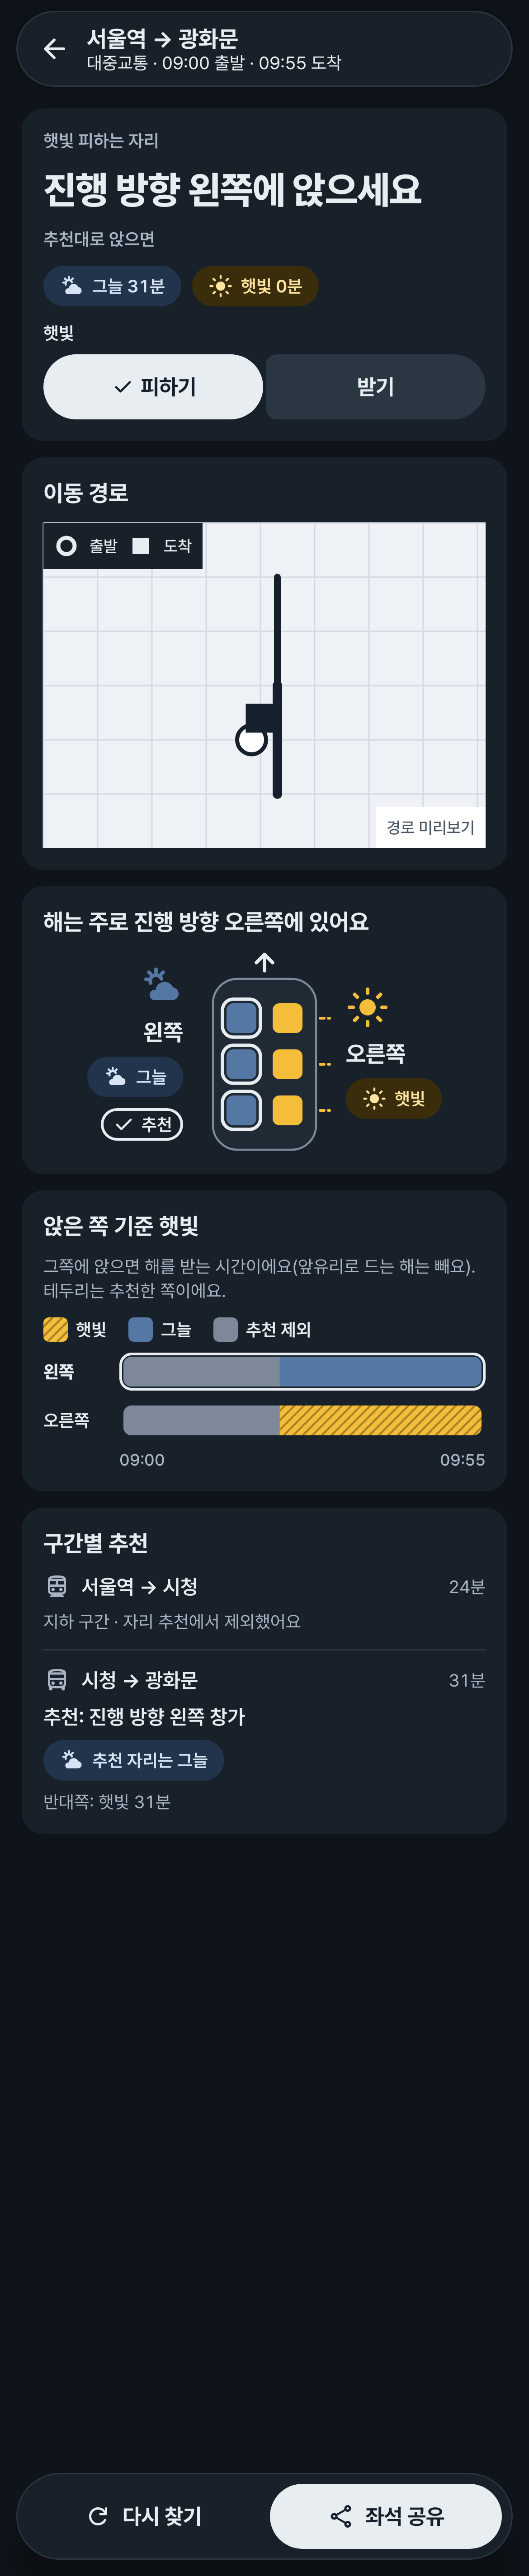 서울역 → 광화문
대중교통 · 09:00 출발 · 09:55 도착
햇빛 피하는 자리
진행 방향 왼쪽에 앉으세요
추천대로 앉으면
그늘 31분
햇빛 0분
햇빛
피하기
받기
이동 경로
출발
도착
경로 미리보기
해는 주로 진행 방향 오른쪽에 있어요
왼쪽
그늘
추천
오른쪽
햇빛
앉은 쪽 기준 햇빛
그쪽에 앉으면 해를 받는 시간이에요(앞유리로 드는 해는 빼요).
테두리는 추천한 쪽이에요.
햇빛
그늘
추천 제외
왼쪽
오른쪽
09:00
09:55
구간별 추천
서울역 → 시청
24분
지하 구간 · 자리 추천에서 제외했어요
시청 → 광화문
31분
추천: 진행 방향 왼쪽 창가
추천 자리는 그늘
반대쪽: 햇빛 31분
다시 찾기
좌석 공유